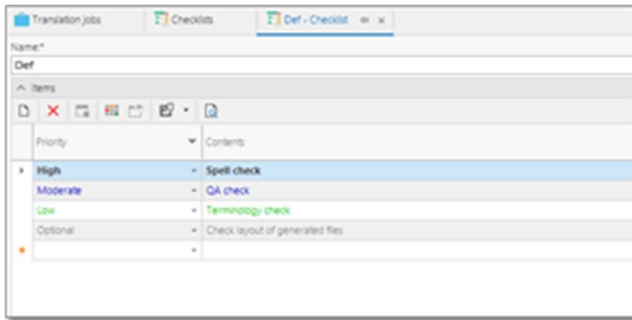 Translation jobs Checklists Def - Checklist
Name:*
Def
Items
Priority Contents
High Spell check
Moderate QA check
Low Terminology check
Optional Check layout of generated files